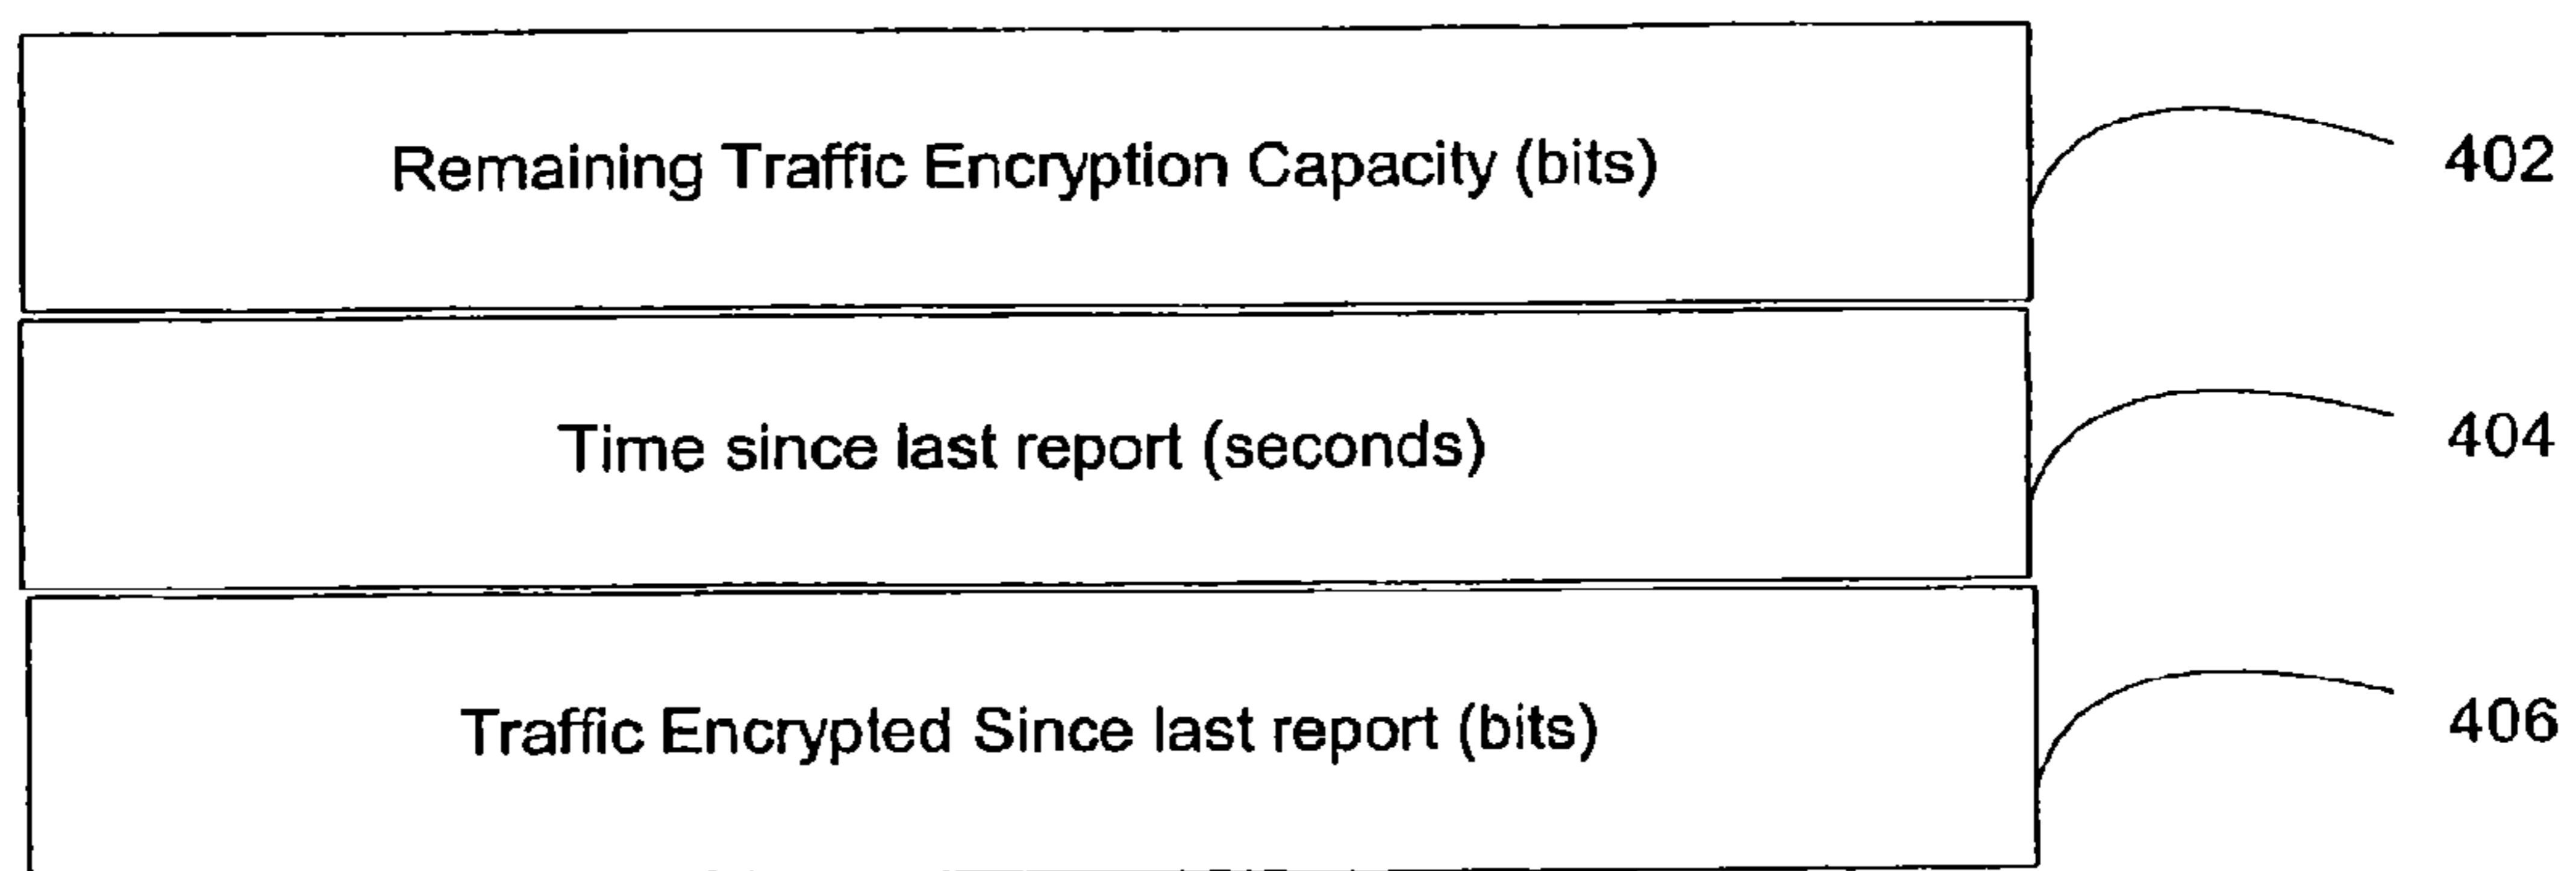 Remaining Traffic Encryption Capacity (bits) 402
Time since last report (seconds) 404
Traffic Encrypted Since last report (bits) 406